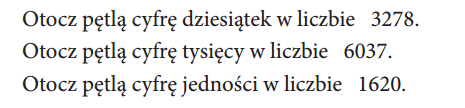 Otocz pętlą cyfrę dziesiątek w liczbie 3278.
Otocz pętlą cyfrę tysięcy w liczbie 6037.
Otocz pętlą cyfrę jedności w liczbie 1620.